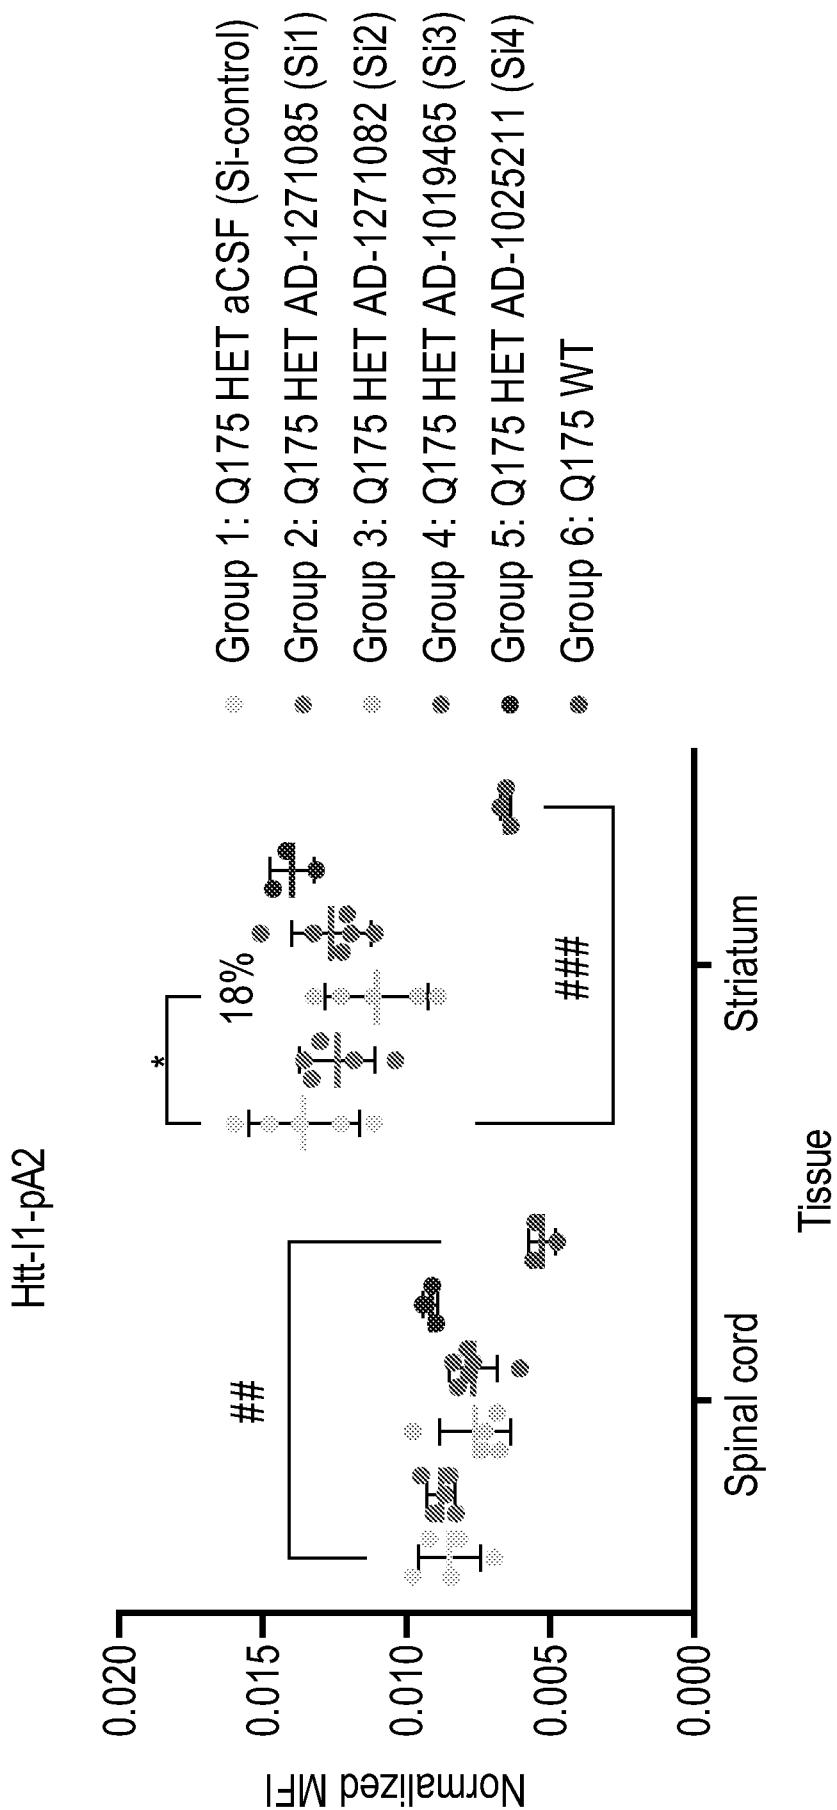 Htt-I1-pA2
Normalized MFI
0.020
0.015
0.010
0.005
0.000
##
*
18%
###
Spinal cord
Striatum
Tissue
Group 1: Q175 HET aCSF (Si-control)
Group 2: Q175 HET AD-1271085 (Si1)
Group 3: Q175 HET AD-1271082 (Si2)
Group 4: Q175 HET AD-1019465 (Si3)
Group 5: Q175 HET AD-1025211 (Si4)
Group 6: Q175 WT